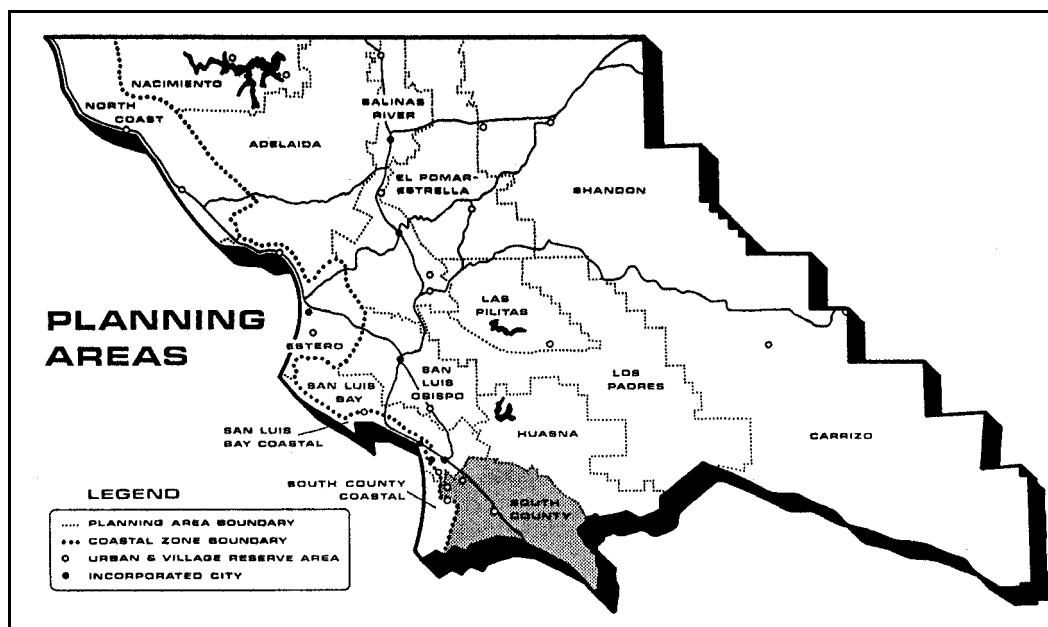 NACIMIENTO
NORTH
COAST
ADELAIDA
SALINAS
RIVER
EL POMAR-
ESTRELLA
SHANDON
PLANNING
AREAS
ESTERO
LAS
PILITAS
SAN LUIS
BAY
SAN
LUIS
OBISPO
LOS
PADRES
SAN LUIS
BAY COASTAL
HUASNA
CARRIZO
SOUTH COUNTY
COASTAL
SOUTH
COUNTY
LEGEND
PLANNING AREA BOUNDARY
COASTAL ZONE BOUNDARY
URBAN & VILLAGE RESERVE AREA
INCORPORATED CITY